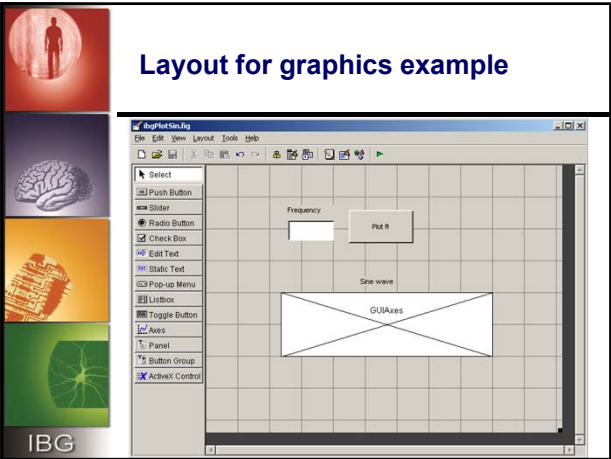 Layout for graphics example
ibgPlotSin.fig
File Edit View Layout Tools Help
Select
Push Button
Slider
Radio Button
Check Box
Edit Text
Static Text
Pop-up Menu
Listbox
Toggle Button
Axes
Panel
Button Group
ActiveX Control
Frequency
Plot !!!
Sine wave
GUIAxes
IBG